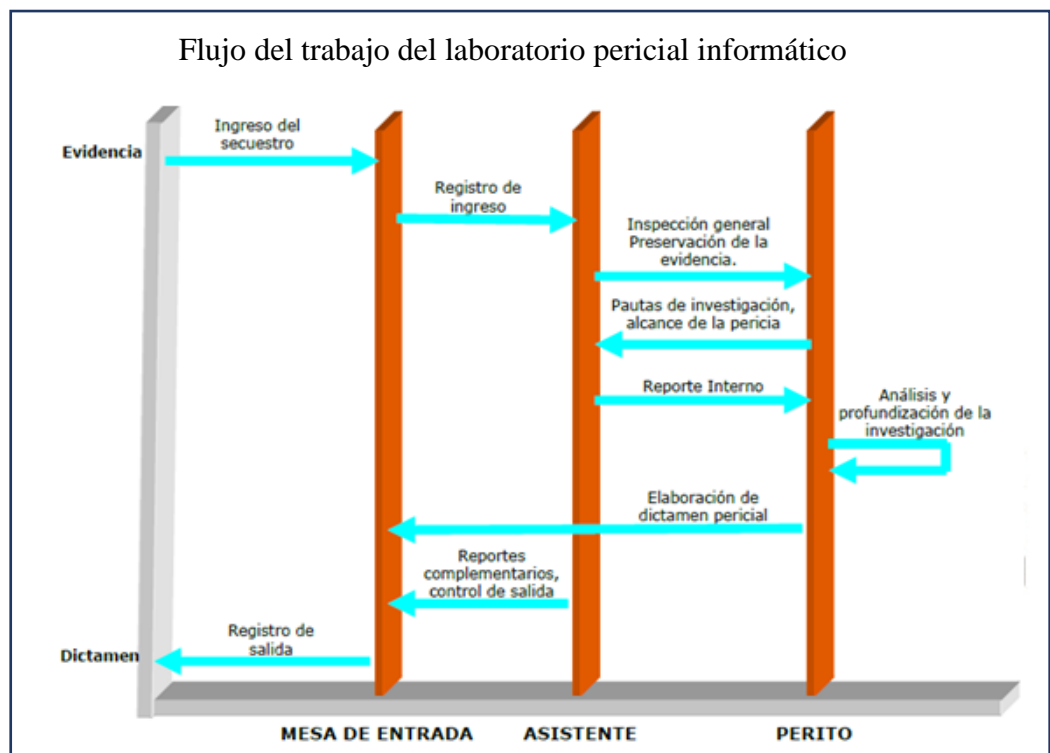 Flujo del trabajo del laboratorio pericial informático
Evidencia
Ingreso del
secuestro
Registro de
ingreso
Inspección general
Preservación de la
evidencia.
Pautas de investigación,
alcance de la pericia
Reporte Interno
Análisis y
profundización de la
investigación
Elaboración de
dictamen pericial
Reportes
complementarios,
control de salida
Registro de
salida
Dictamen
MESA DE ENTRADA
ASISTENTE
PERITO